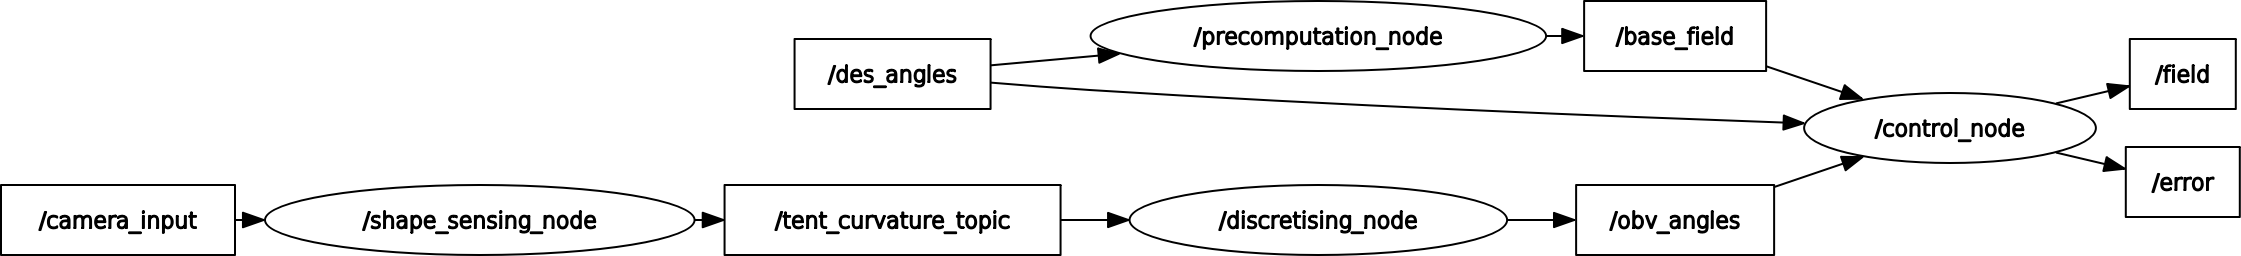 /precomputation_node
/base_field
/des_angles
/field
/control_node
/error
/camera_input
/shape_sensing_node
/tent_curvature_topic
/discretising_node
/obv_angles